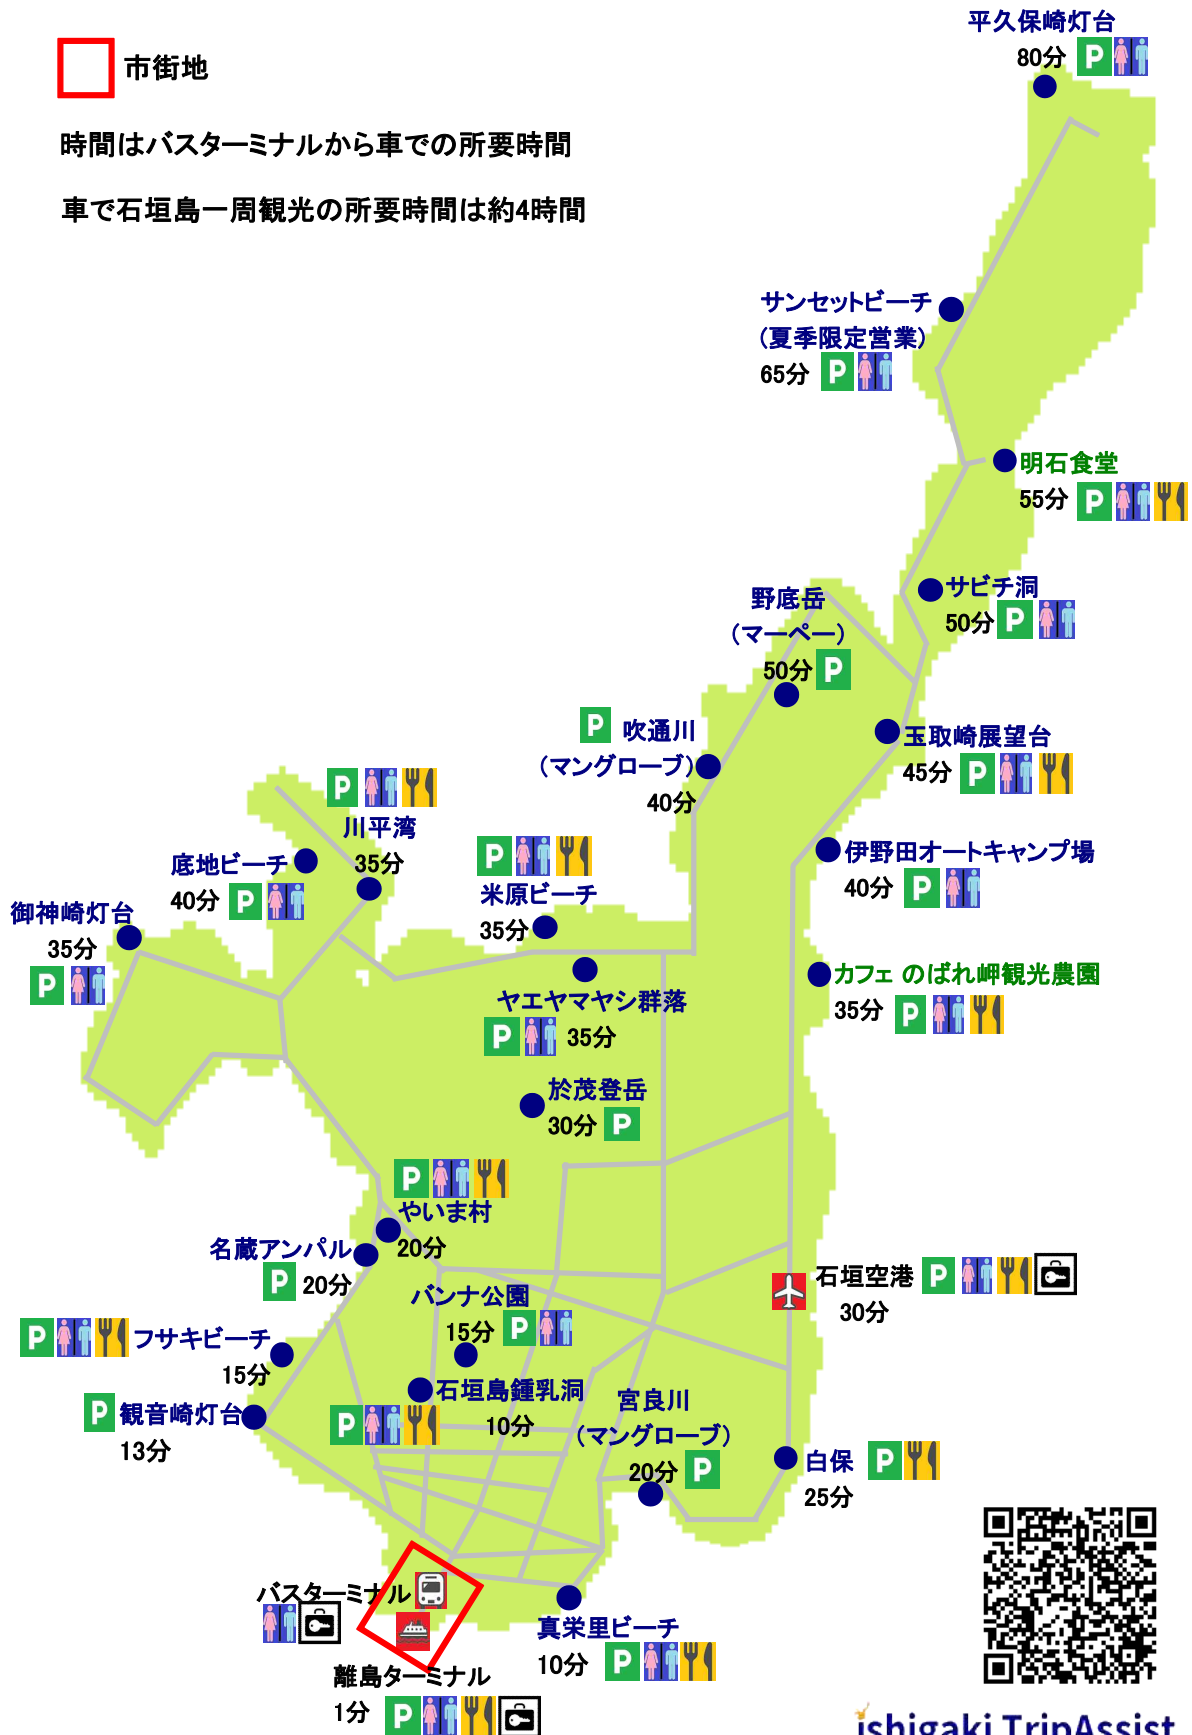 平久保崎灯台
80分 P
市街地
時間はバスターミナルから車での所要時間
車で石垣島一周観光の所要時間は約4時間
サンセットビーチ
(夏季限定営業)
65分 P
明石食堂
55分 P
サビチ洞
50分 P
野底岳
(マーペー)
50分 P
P 吹通川
(マングローブ)
40分
玉取崎展望台
45分 P
P
川平湾
35分
底地ビーチ
40分 P
P
米原ビーチ
35分
伊野田オートキャンプ場
40分 P
御神崎灯台
35分
P
カフェ のばれ岬観光農園
35分 P
ヤエヤマヤシ群落
P 35分
於茂登岳
30分 P
P
やいま村
20分
名蔵アンパル
P 20分
石垣空港 P
30分
バンナ公園
15分 P
P フサキビーチ
15分
石垣島鍾乳洞
P 10分
P 観音崎灯台
13分
宮良川
(マングローブ)
20分 P
白保 P
25分
バスターミナル
真栄里ビーチ
10分 P
離島ターミナル
1分 P
ishigaki TripAssist